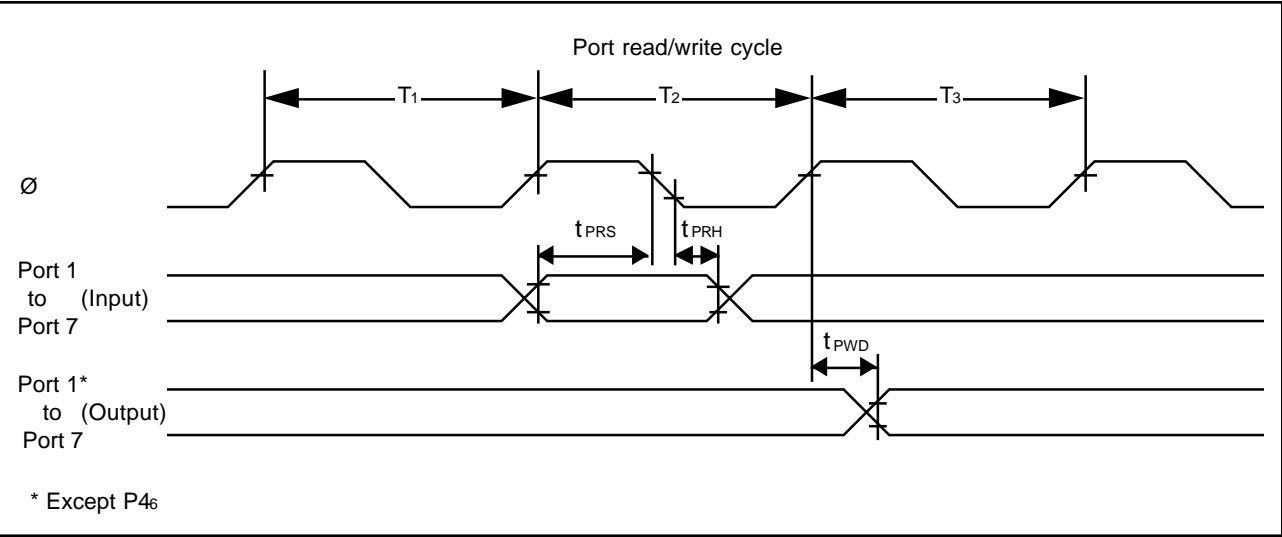 Port read/write cycle
T1 T2 T3
Ø
tPRS tPRH
Port 1
to (Input)
Port 7
tPWD
Port 1*
to (Output)
Port 7
* Except P46